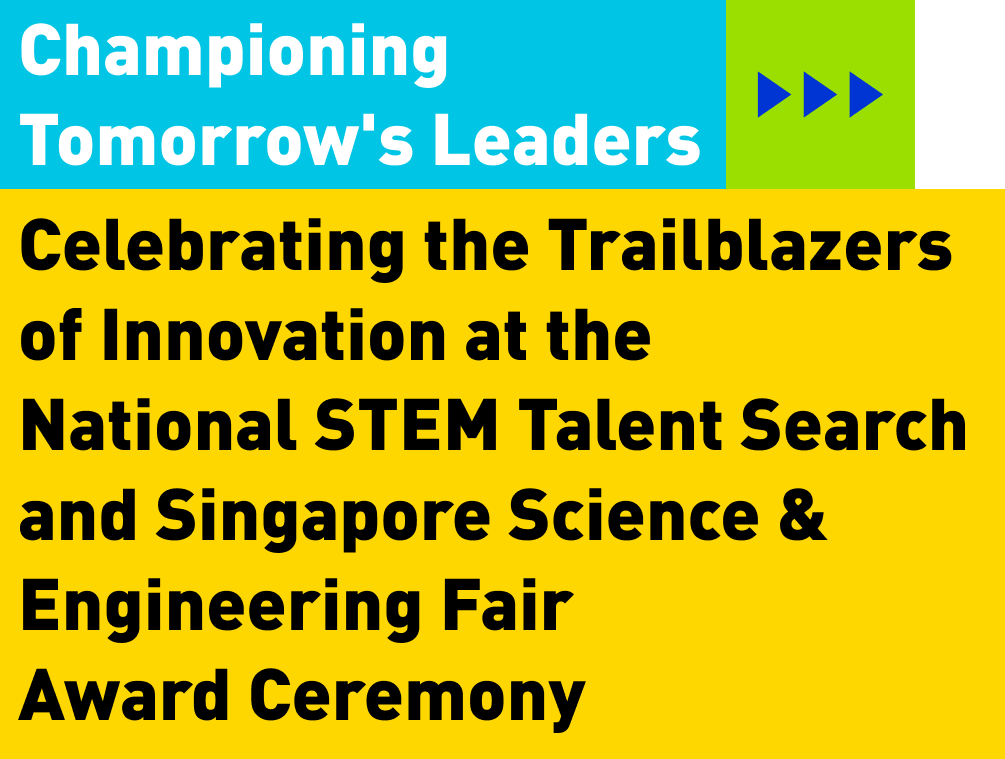 Championing
Tomorrow's Leaders
Celebrating the Trailblazers
of Innovation at the
National STEM Talent Search
and Singapore Science &
Engineering Fair
Award Ceremony